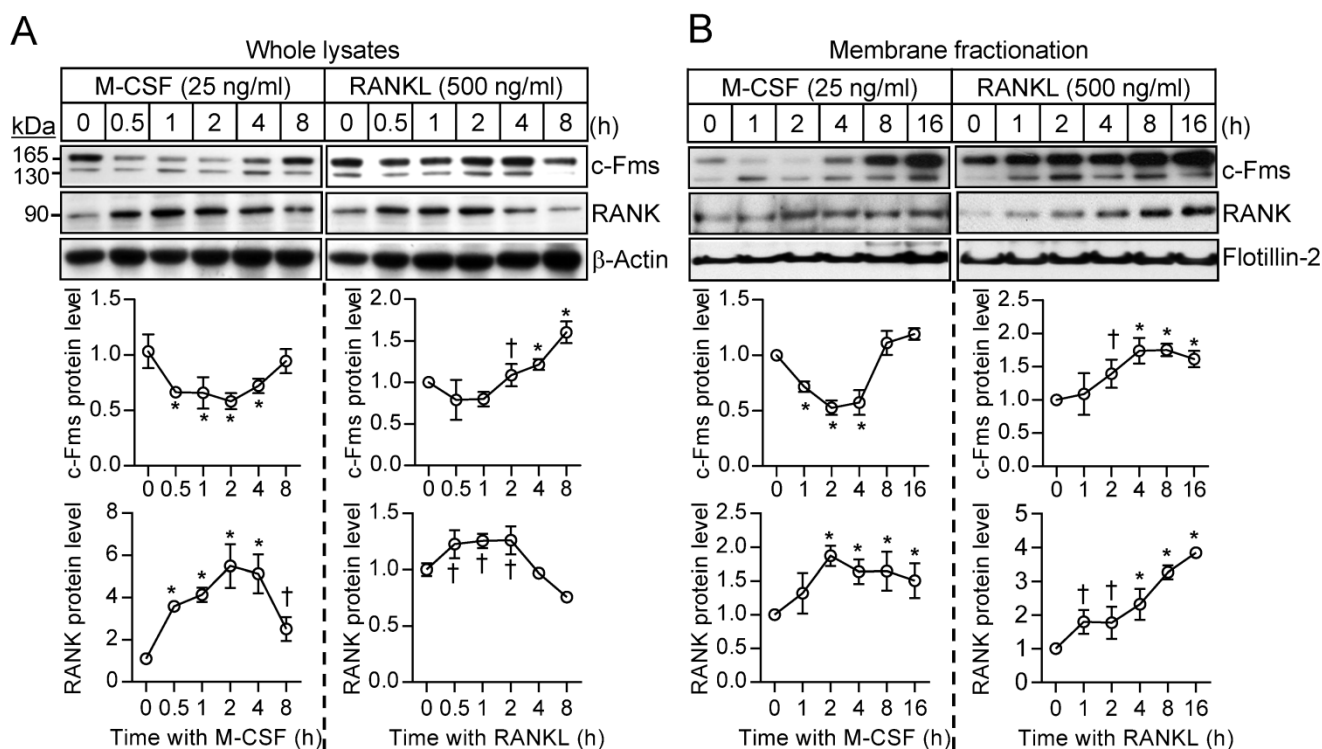 A
Whole lysates
M-CSF (25 ng/ml) RANKL (500 ng/ml)
kDa 0 0.5 1 2 4 8 0 0.5 1 2 4 8 (h)
165
130
c-Fms
90
RANK
β-Actin
c-Fms protein level
1.5
1.0
0.5
0.0
* * * *
0 0.5 1 2 4 8
c-Fms protein level
2.0
1.5
1.0
0.5
0.0
† * *
0 0.5 1 2 4 8
RANK protein level
8
6
4
2
0
* * * * †
0 0.5 1 2 4 8
Time with M-CSF (h)
RANK protein level
1.5
1.0
0.5
0.0
† † †
0 0.5 1 2 4 8
Time with RANKL (h)
B
Membrane fractionation
M-CSF (25 ng/ml) RANKL (500 ng/ml)
0 1 2 4 8 16 0 1 2 4 8 16 (h)
c-Fms
RANK
Flotillin-2
c-Fms protein level
1.5
1.0
0.5
0.0
* * *
0 1 2 4 8 16
c-Fms protein level
2.5
2.0
1.5
1.0
0.5
0.0
† * * *
0 1 2 4 8 16
RANK protein level
2.5
2.0
1.5
1.0
0.5
0.0
* * * *
0 1 2 4 8 16
Time with M-CSF (h)
RANK protein level
5
4
3
2
1
0
† † * * *
0 1 2 4 8 16
Time with RANKL (h)